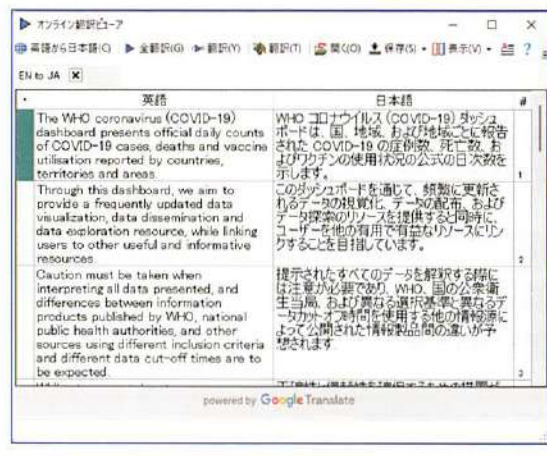 オンライン翻訳ビューア
英語から日本語(C) 全翻訳(G) 翻訳(Y) 翻訳(T) 開く(O) 保存(S) 表示(V)
EN to JA
英語 日本語 #
The WHO coronavirus (COVID-19)
dashboard presents official daily counts
of COVID-19 cases, deaths and vaccine
utilisation reported by countries,
territories and areas.
WHO コロナウイルス (COVID-19) ダッシュ
ボードは、国、地域、および地域ごとに報告
された COVID-19 の症例数、死亡数、お
よびワクチンの使用状況の公式の日次数を
示します。
1
Through this dashboard, we aim to
provide a frequently updated data
visualization, data dissemination and
data exploration resource, while linking
users to other useful and informative
resources.
このダッシュボードを通じて、頻繁に更新さ
れるデータの視覚化、データの配布、および
データ探索のリソースを提供すると同時に、
ユーザーを他の有用で有益なリソースにリン
クすることを目指しています。
2
Caution must be taken when
interpreting all data presented, and
differences between information
products published by WHO, national
public health authorities, and other
sources using different inclusion criteria
and different data cut-off times are to
be expected.
提示されたすべてのデータを解釈する際に
は注意が必要であり、WHO、国の公衆衛
生当局、および異なる選択基準と異なるデ
ータカットオフ時間を使用する他の情報源に
よって公開された情報製品間の違いが予
想されます
3
powered by Google Translate